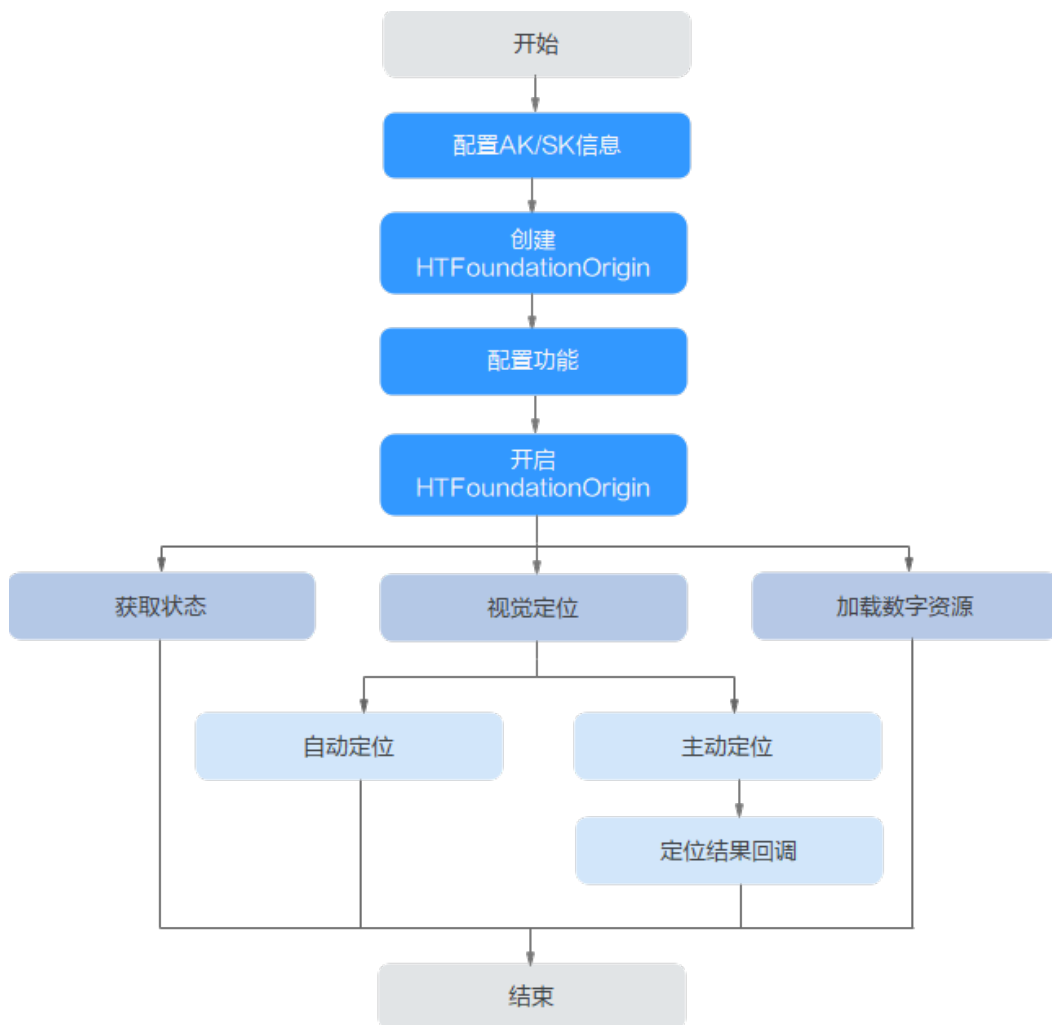 开始
配置AK/SK信息
创建
HTFoundationOrigin
配置功能
开启
HTFoundationOrigin
获取状态
视觉定位
加载数字资源
自动定位
主动定位
定位结果回调
结束